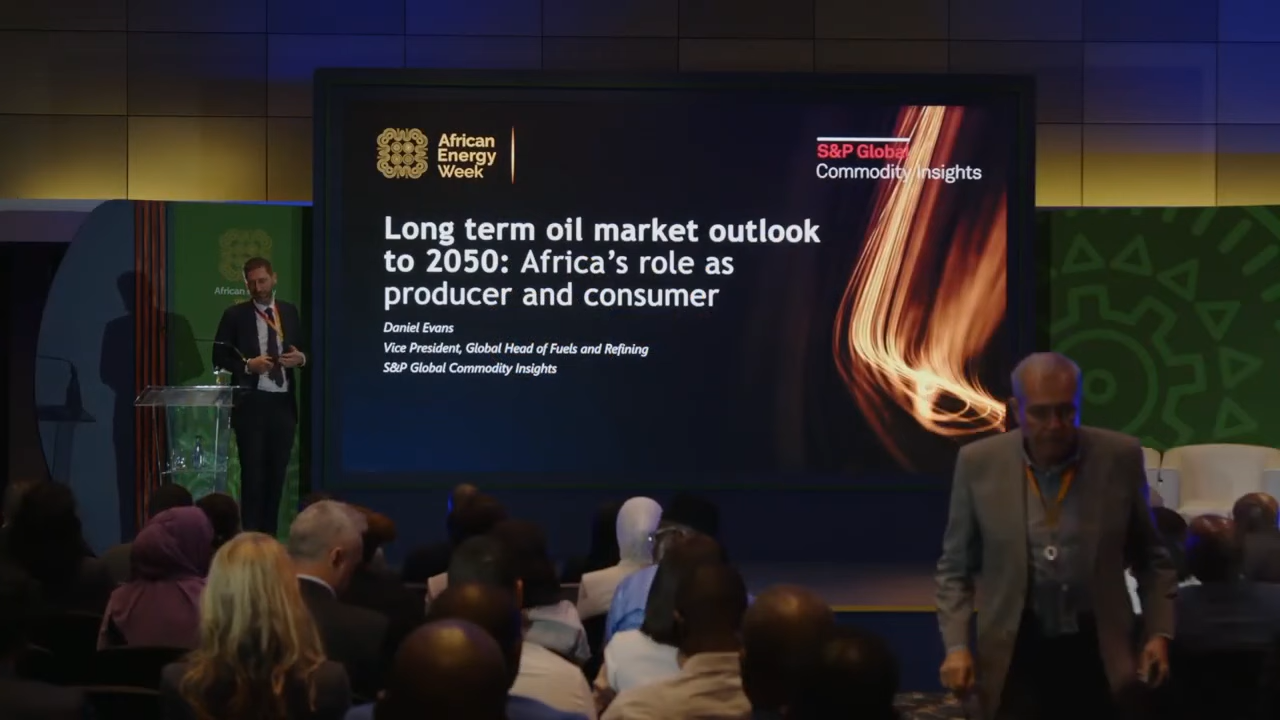 African
Energy
Week
S&P Global
Commodity Insights
Long term oil market outlook
to 2050: Africa's role as
producer and consumer
Daniel Evans
Vice President, Global Head of Fuels and Refining
S&P Global Commodity Insights
African